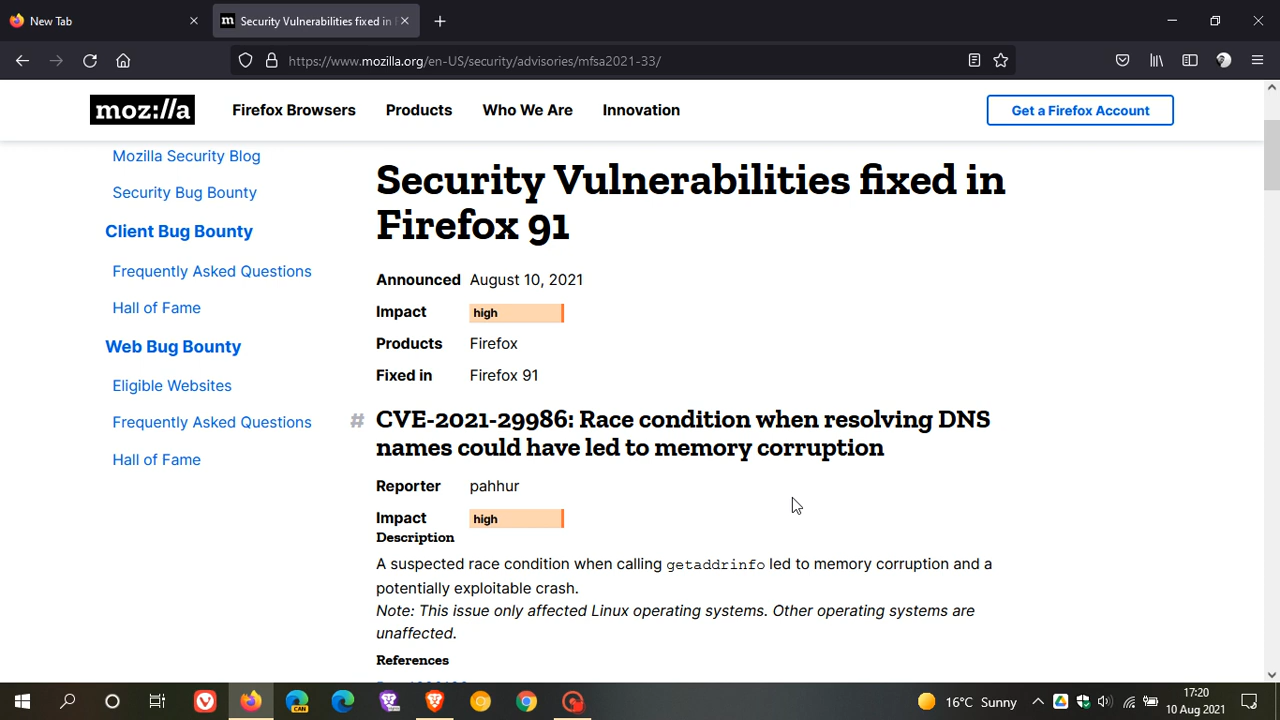 New Tab
Security Vulnerabilities fixed in
https://www.mozilla.org/en-US/security/advisories/mfsa2021-33/
moz://a
Firefox Browsers
Products
Who We Are
Innovation
Get a Firefox Account
Mozilla Security Blog
Security Bug Bounty
Client Bug Bounty
Frequently Asked Questions
Hall of Fame
Web Bug Bounty
Eligible Websites
Frequently Asked Questions
Hall of Fame
Security Vulnerabilities fixed in
Firefox 91
Announced August 10, 2021
Impact high
Products Firefox
Fixed in Firefox 91
# CVE-2021-29986: Race condition when resolving DNS
names could have led to memory corruption
Reporter pahhur
Impact high
Description
A suspected race condition when calling getaddrinfo led to memory corruption and a
potentially exploitable crash.
Note: This issue only affected Linux operating systems. Other operating systems are
unaffected.
References
CAN
16°C Sunny
17:20
10 Aug 2021